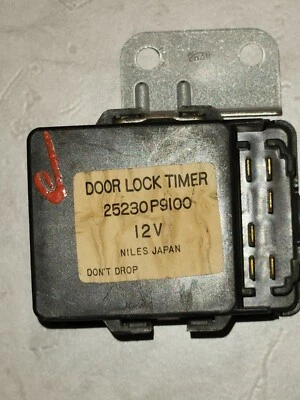 DOOR LOCK TIMER
25230P9100
12V
NILES JAPAN
DON'T DROP